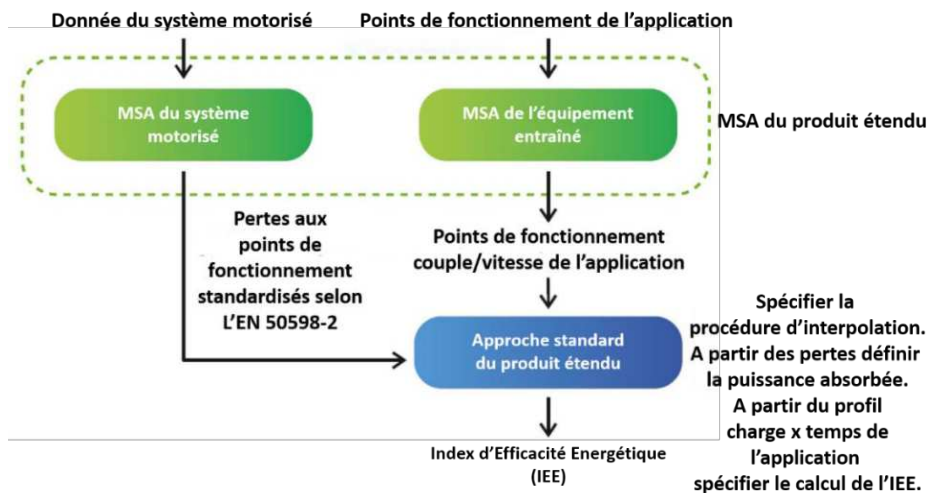 Donnée du système motorisé
Points de fonctionnement de l'application
MSA du système
motorisé
MSA de l'équipement
entraîné
MSA du produit étendu
Pertes aux
points de
fonctionnement
standardisés selon
L'EN 50598-2
Points de fonctionnement
couple/vitesse de l'application
Approche standard
du produit étendu
Spécifier la
procédure d'interpolation.
A partir des pertes définir
la puissance absorbée.
A partir du profil
charge x temps de
l'application
spécifier le calcul de l'IEE.
Index d'Efficacité Energétique
(IEE)